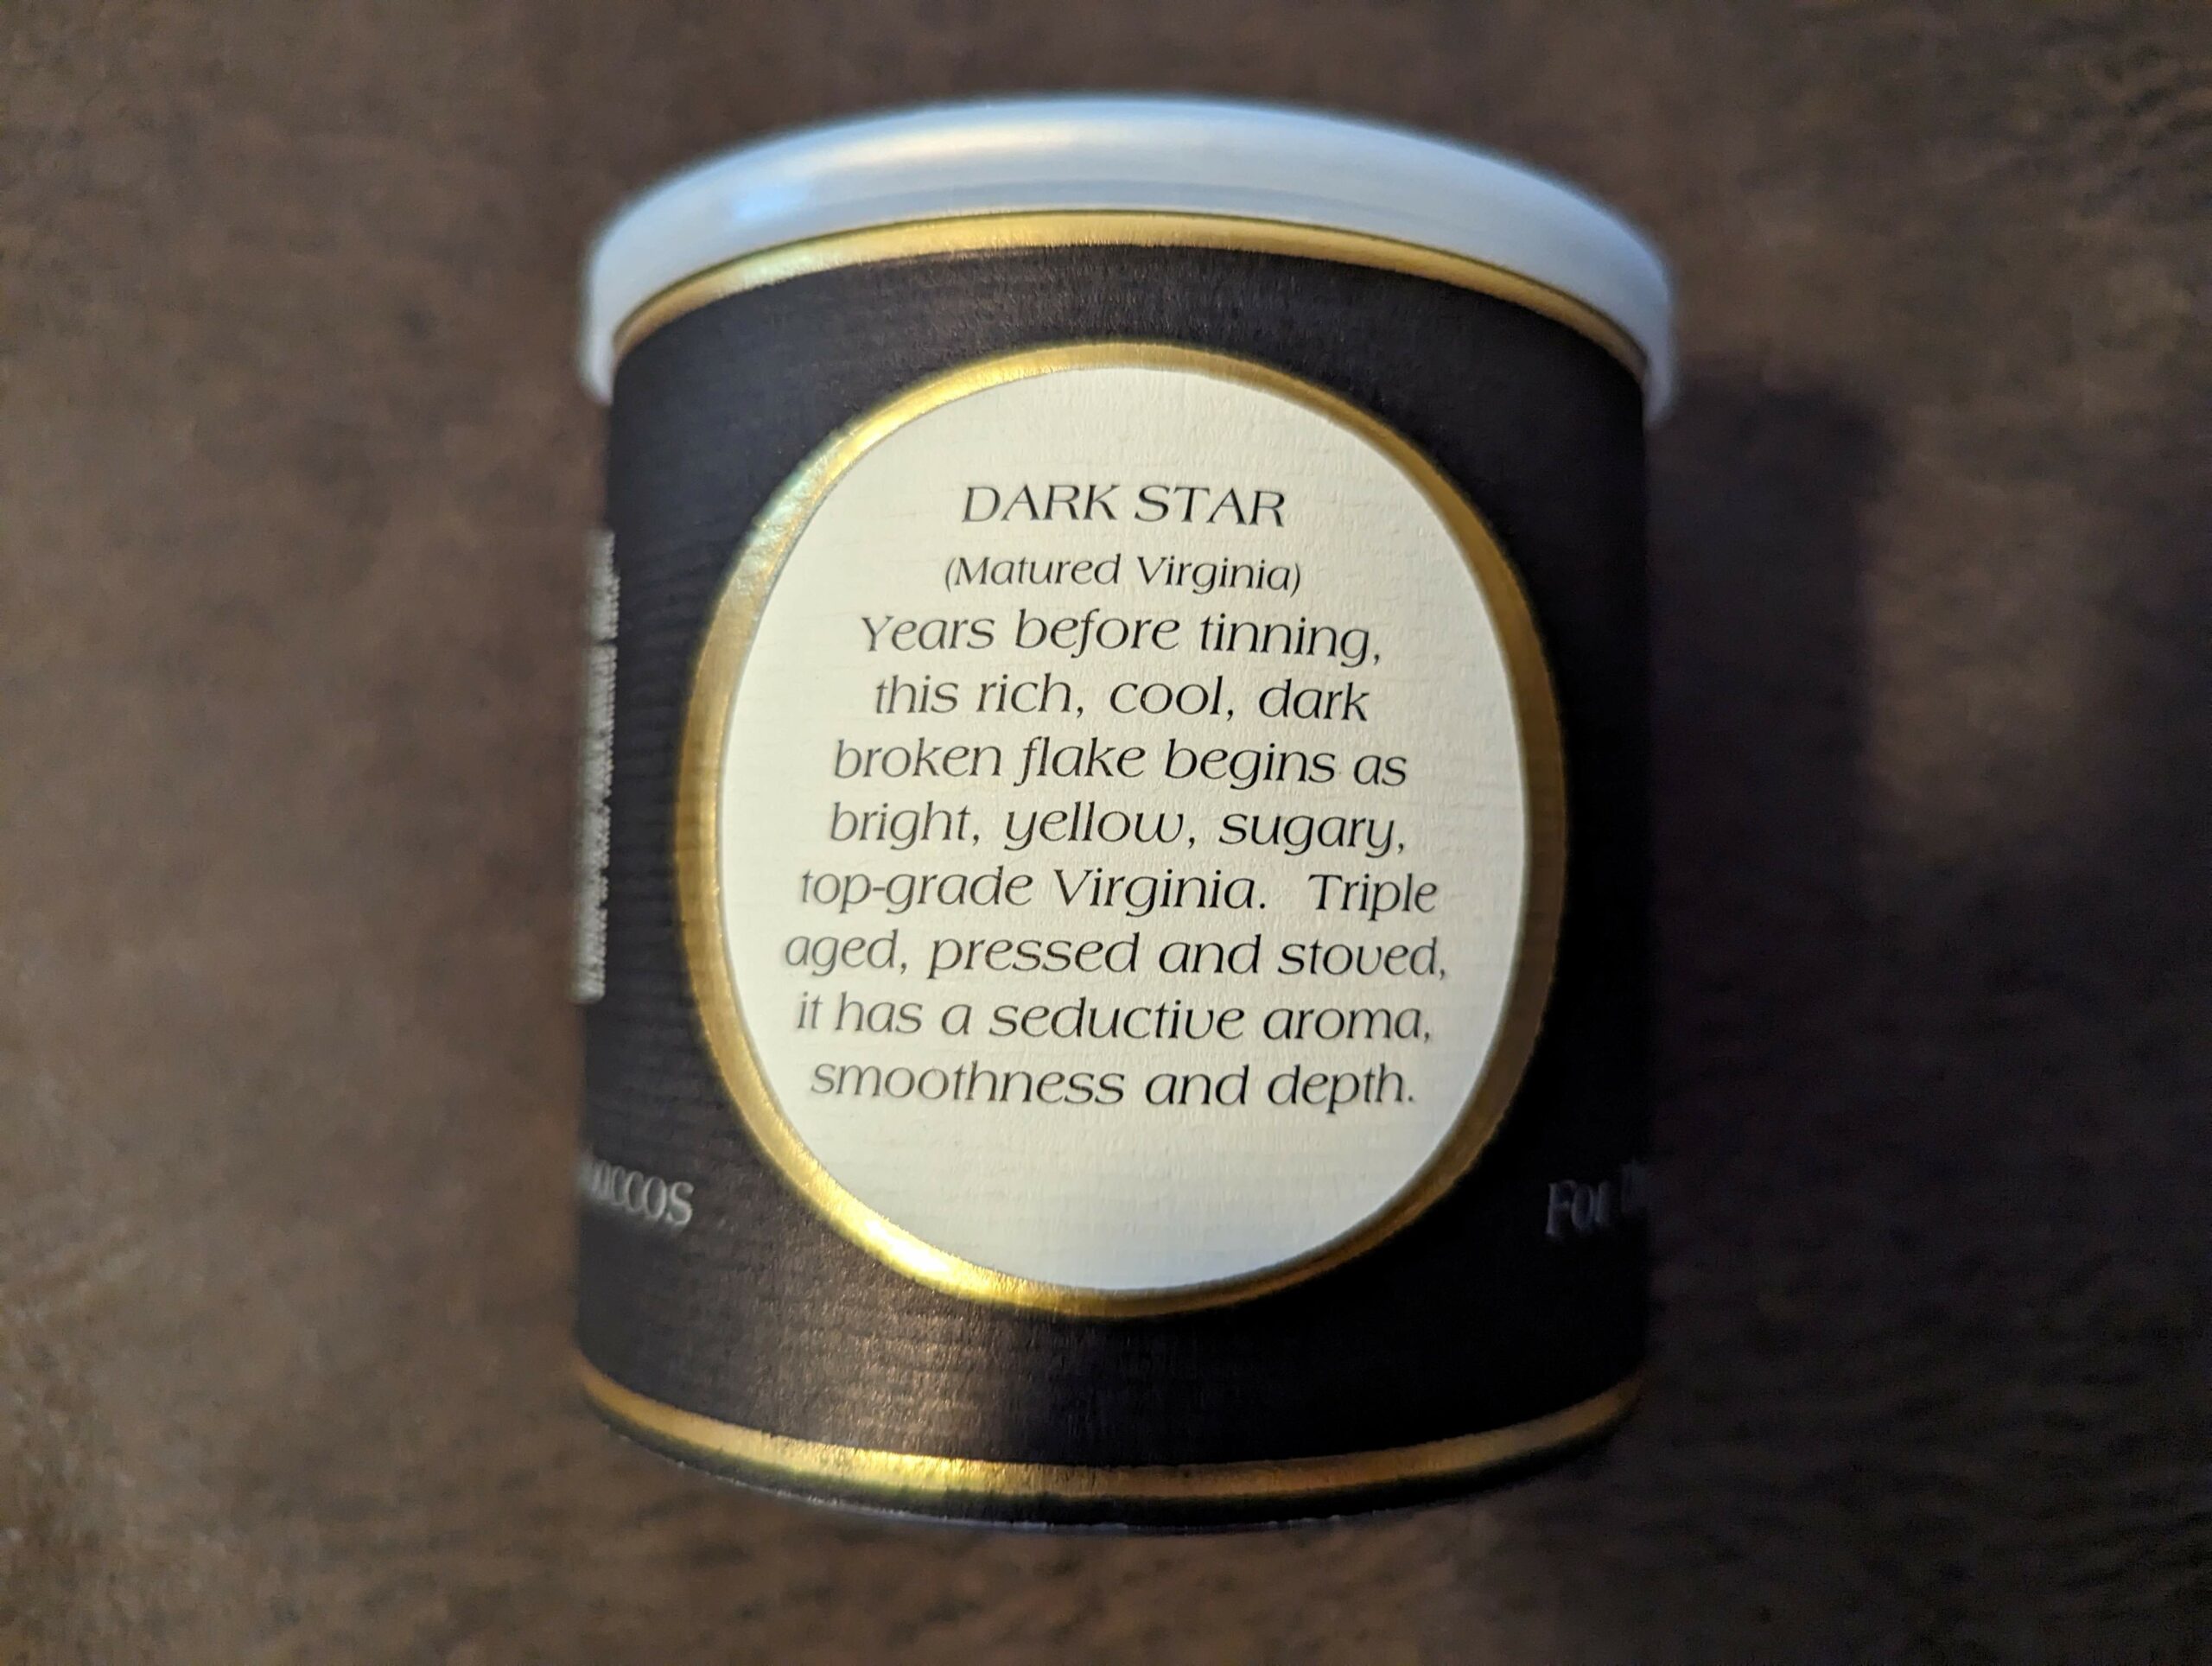 DARK STAR
(Matured Virginia)
Years before tinning,
this rich, cool, dark
broken flake begins as
bright, yellow, sugary,
top-grade Virginia. Triple
aged, pressed and stoved,
it has a seductive aroma,
smoothness and depth.
For